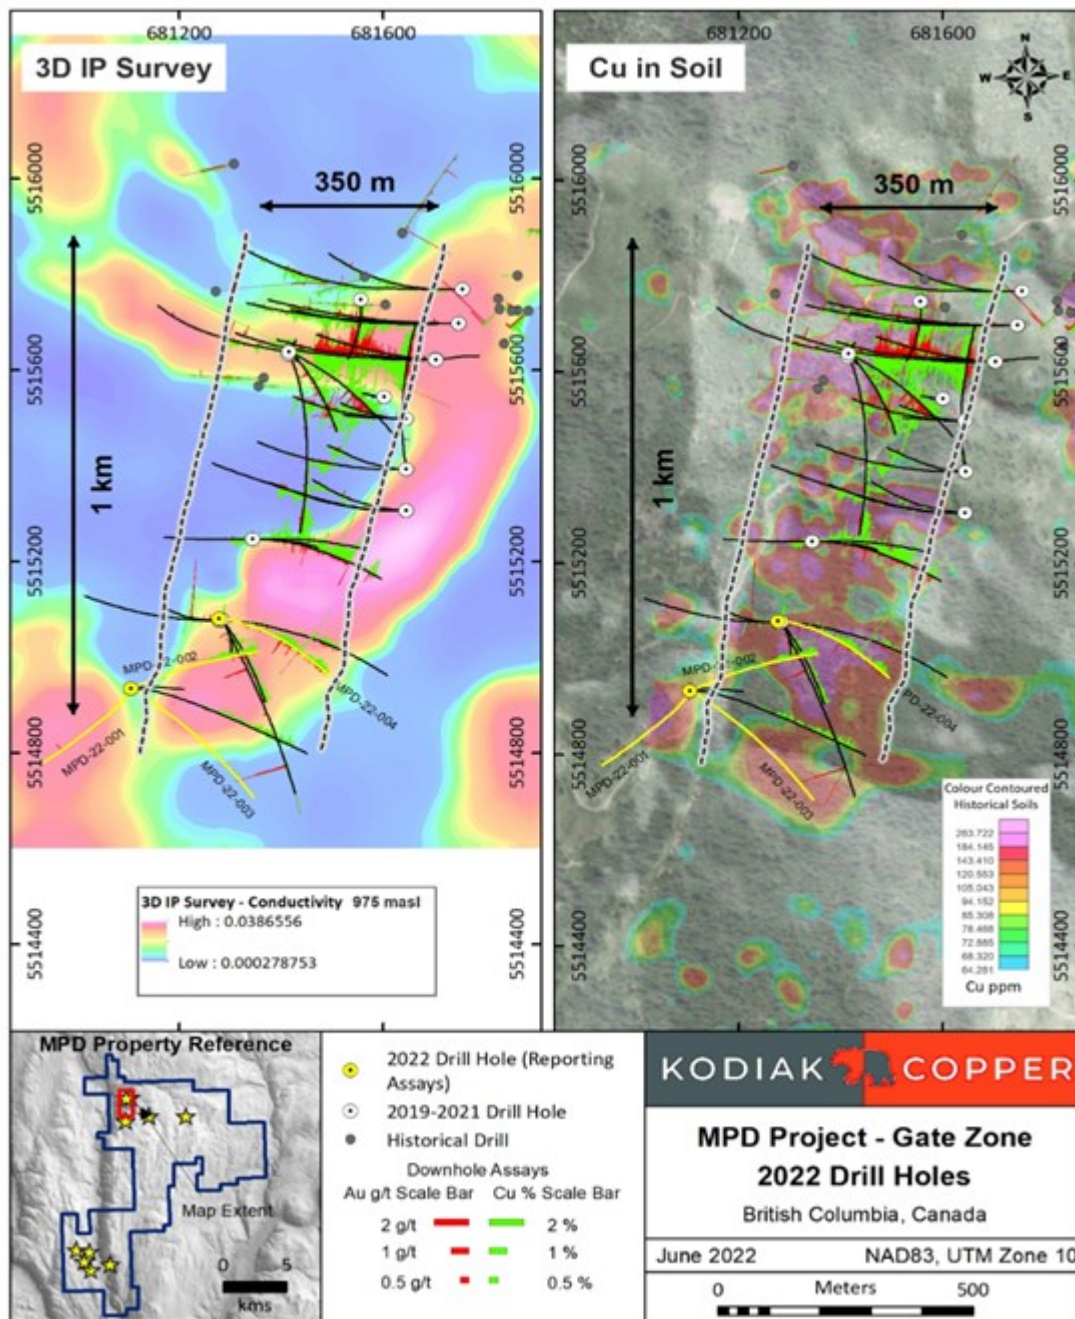 681200
681600
3D IP Survey
5516000
5516000
350 m
5515600
5515600
1 km
5515200
5515200
MPD-22-002
MPD-22-004
MPD-22-001
MPD-22-003
5514800
5514800
3D IP Survey - Conductivity 975 masl
High : 0.0386556
Low : 0.000278753
5514400
5514400
681200
681600
Cu in Soil
N
W E
S
350 m
1 km
MPD-22-002
PD-22-004
MPD-22-001
MPD-22-003
Colour Contoured
Historical Soils
263.722
184.145
143.410
120.553
105.043
94.152
85.308
78.488
72.885
68.320
64.281
Cu ppm
MPD Property Reference
Map Extent
0 5
kms
2022 Drill Hole (Reporting
Assays)
2019-2021 Drill Hole
Historical Drill
Downhole Assays
Au g/t Scale Bar Cu % Scale Bar
2 g/t 2 %
1 g/t 1 %
0.5 g/t 0.5 %
KODIAK COPPER
MPD Project - Gate Zone
2022 Drill Holes
British Columbia, Canada
June 2022 NAD83, UTM Zone 10
Meters
0 500